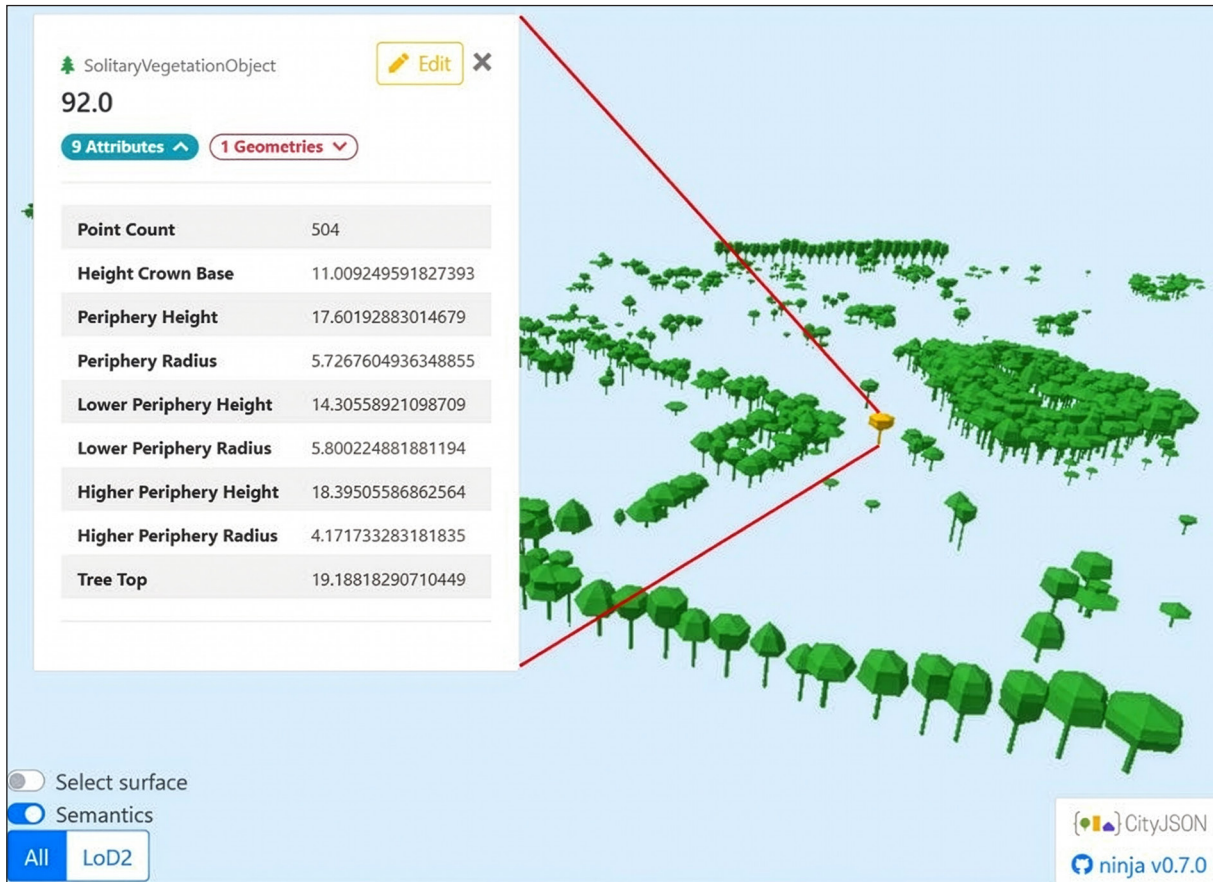 SolitaryVegetationObject
Edit
92.0
9 Attributes
1 Geometries
Point Count 504
Height Crown Base 11.009249591827393
Periphery Height 17.60192883014679
Periphery Radius 5.7267604936348855
Lower Periphery Height 14.30558921098709
Lower Periphery Radius 5.800224881881194
Higher Periphery Height 18.39505586862564
Higher Periphery Radius 4.171733283181835
Tree Top 19.18818290710449
Select surface
Semantics
All LoD2
CityJSON
ninja v0.7.0